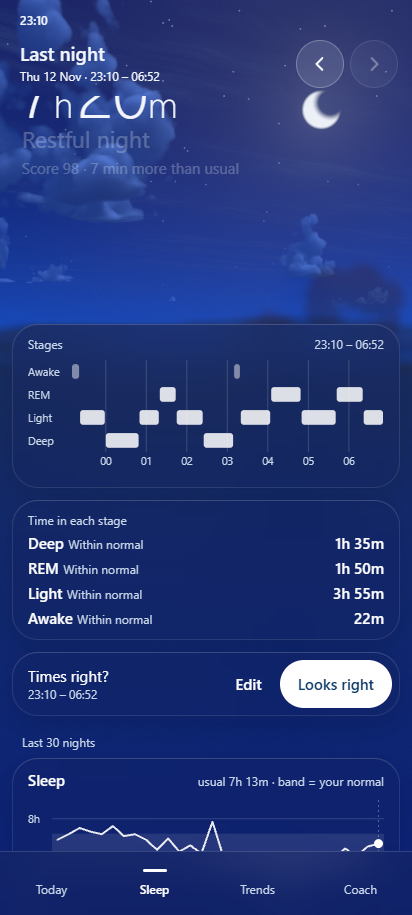 23:10
Last night
Thu 12 Nov · 23:10 – 06:52
7h20m
Restful night
Score 98 · 7 min more than usual
Stages 23:10 – 06:52
Awake
REM
Light
Deep
00 01 02 03 04 05 06
Time in each stage
Deep Within normal 1h 35m
REM Within normal 1h 50m
Light Within normal 3h 55m
Awake Within normal 22m
Times right?
23:10 – 06:52
Edit
Looks right
Last 30 nights
Sleep usual 7h 13m · band = your normal
8h
Today Sleep Trends Coach